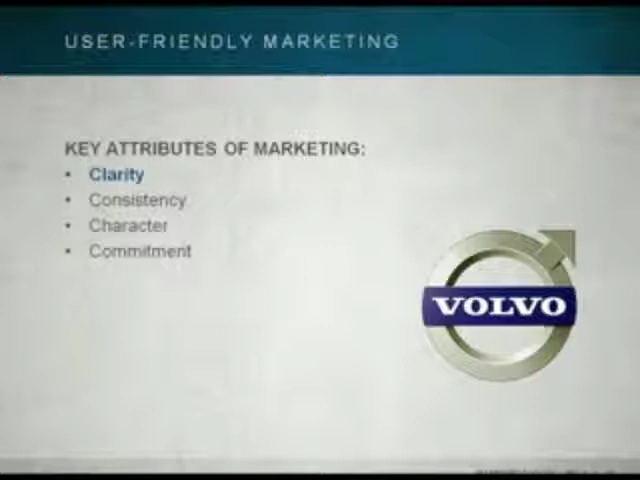 USER-FRIENDLY MARKETING
KEY ATTRIBUTES OF MARKETING:
• Clarity
• Consistency
• Character
• Commitment
VOLVO